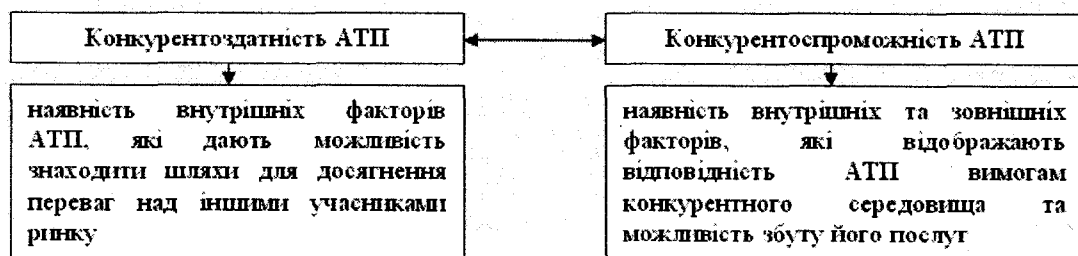 Конкурентоздатність АТП
Конкурентоспроможність АТП
наявність внутрішніх факторів
АТП, які дають можливість
знаходити шляхи для досягнення
переваг над іншими учасниками
ринку
наявність внутрішніх та зовнішніх
факторів, які відображають
відповідність АТП вимогам
конкурентного середовища та
можливість збуту його послуг